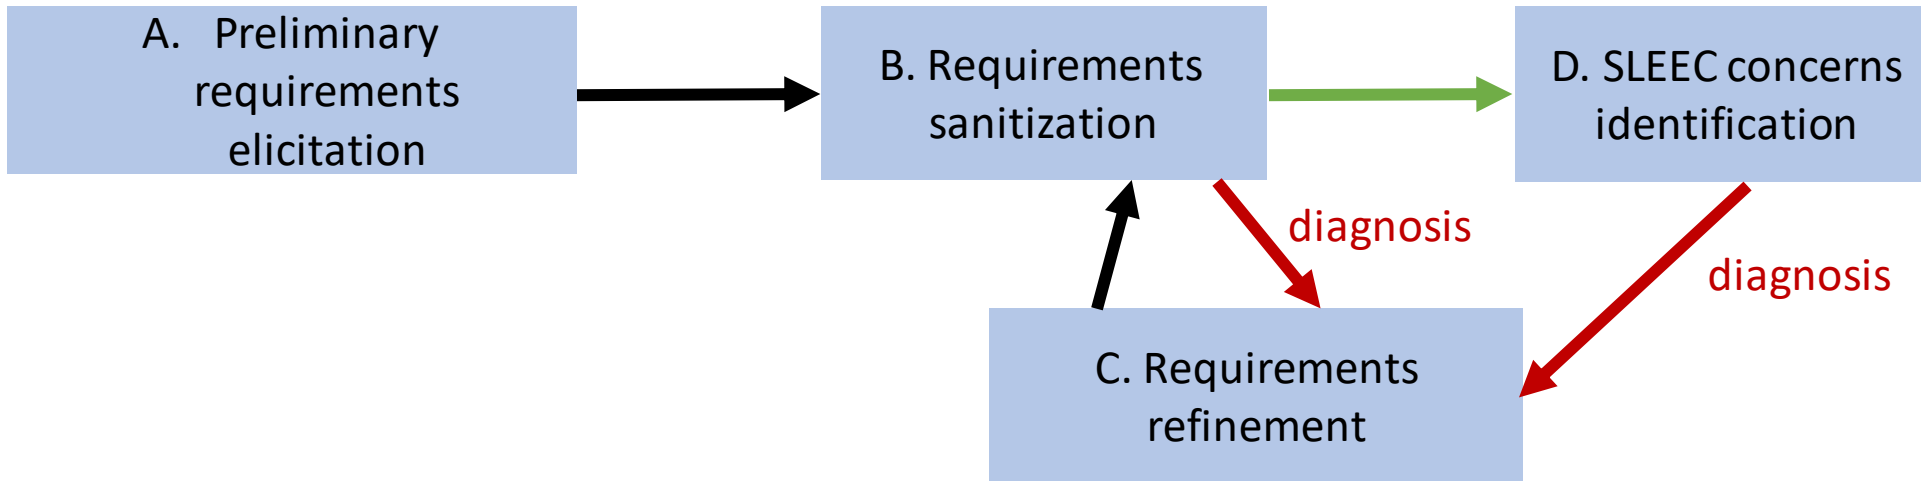 A. Preliminary
requirements
elicitation
B. Requirements
sanitization
D. SLEEC concerns
identification
diagnosis
diagnosis
C. Requirements
refinement